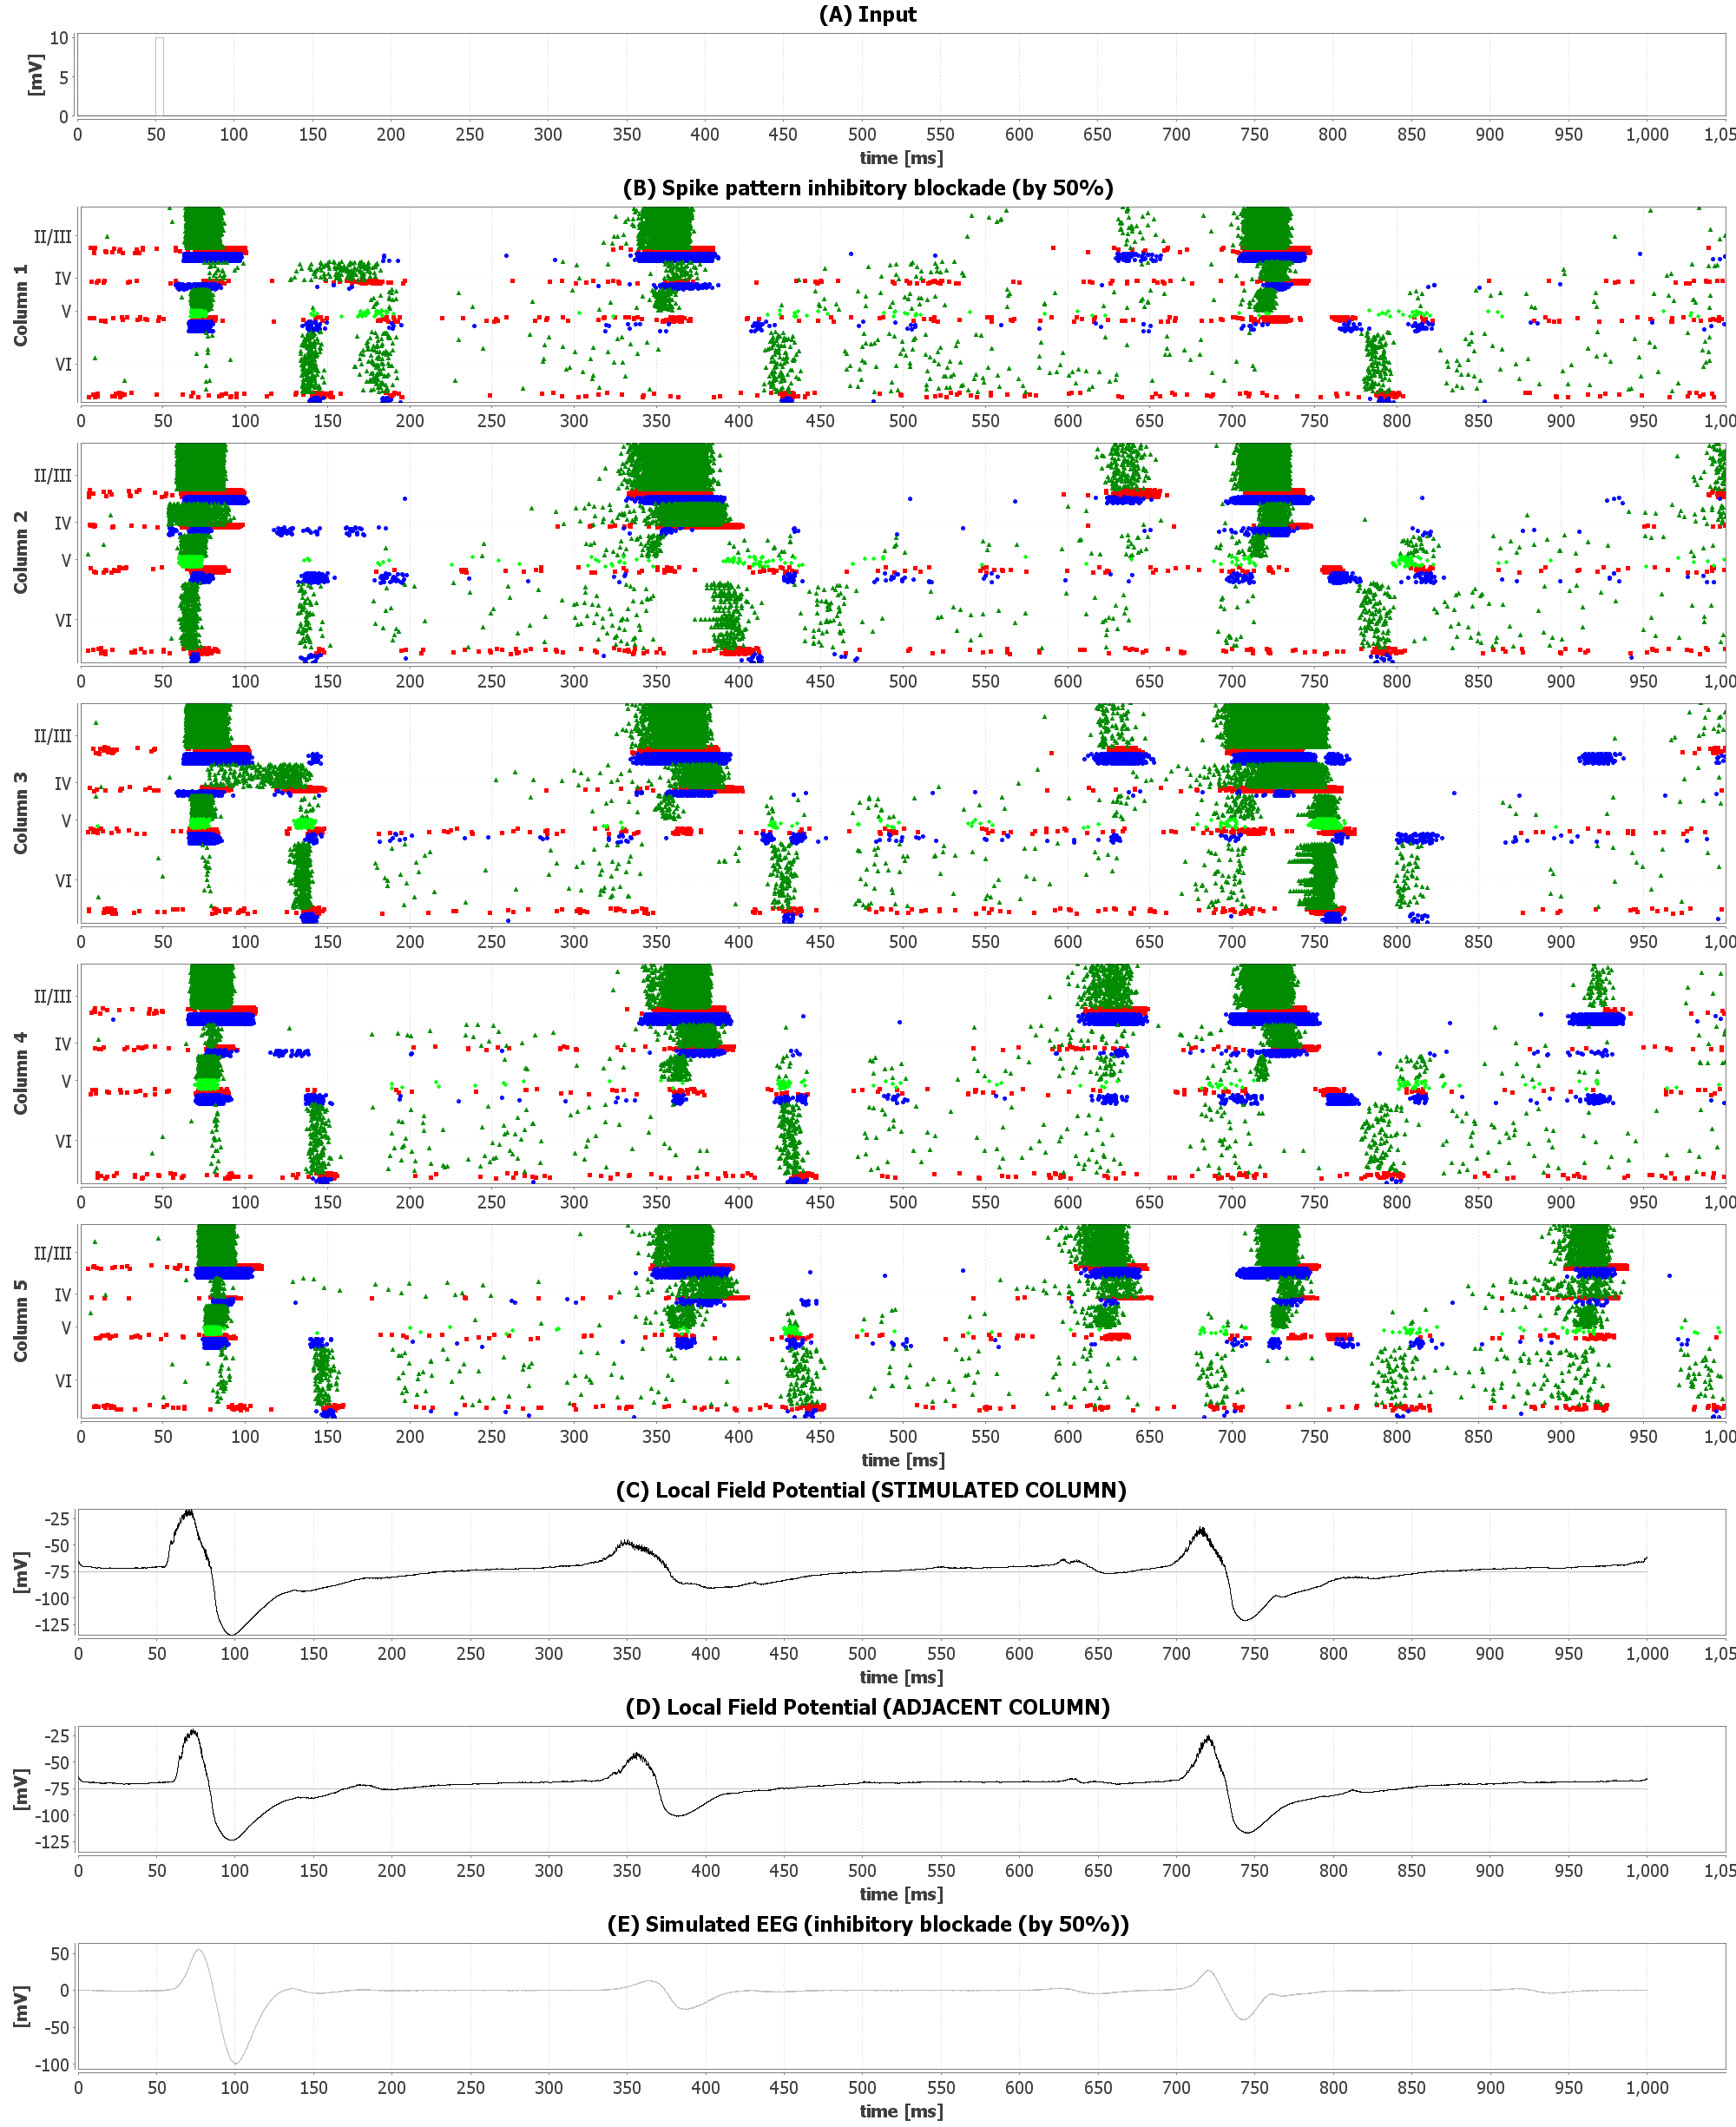 (A) Input
[mV]
10
5
0
0 50 100 150 200 250 300 350 400 450 500 550 600 650 700 750 800 850 900 950 1,000 1,05
time [ms]
(B) Spike pattern inhibitory blockade (by 50%)
Column 1
II/III
IV
V
VI
0 50 100 150 200 250 300 350 400 450 500 550 600 650 700 750 800 850 900 950 1,00
Column 2
II/III
IV
V
VI
0 50 100 150 200 250 300 350 400 450 500 550 600 650 700 750 800 850 900 950 1,00
Column 3
II/III
IV
V
VI
0 50 100 150 200 250 300 350 400 450 500 550 600 650 700 750 800 850 900 950 1,00
Column 4
II/III
IV
V
VI
0 50 100 150 200 250 300 350 400 450 500 550 600 650 700 750 800 850 900 950 1,00
Column 5
II/III
IV
V
VI
0 50 100 150 200 250 300 350 400 450 500 550 600 650 700 750 800 850 900 950 1,00
time [ms]
(C) Local Field Potential (STIMULATED COLUMN)
[mV]
-25
-50
-75
-100
-125
0 50 100 150 200 250 300 350 400 450 500 550 600 650 700 750 800 850 900 950 1,000 1,05
time [ms]
(D) Local Field Potential (ADJACENT COLUMN)
[mV]
-25
-50
-75
-100
-125
0 50 100 150 200 250 300 350 400 450 500 550 600 650 700 750 800 850 900 950 1,000 1,05
time [ms]
(E) Simulated EEG (inhibitory blockade (by 50%))
[mV]
50
0
-50
-100
0 50 100 150 200 250 300 350 400 450 500 550 600 650 700 750 800 850 900 950 1,000
time [ms]